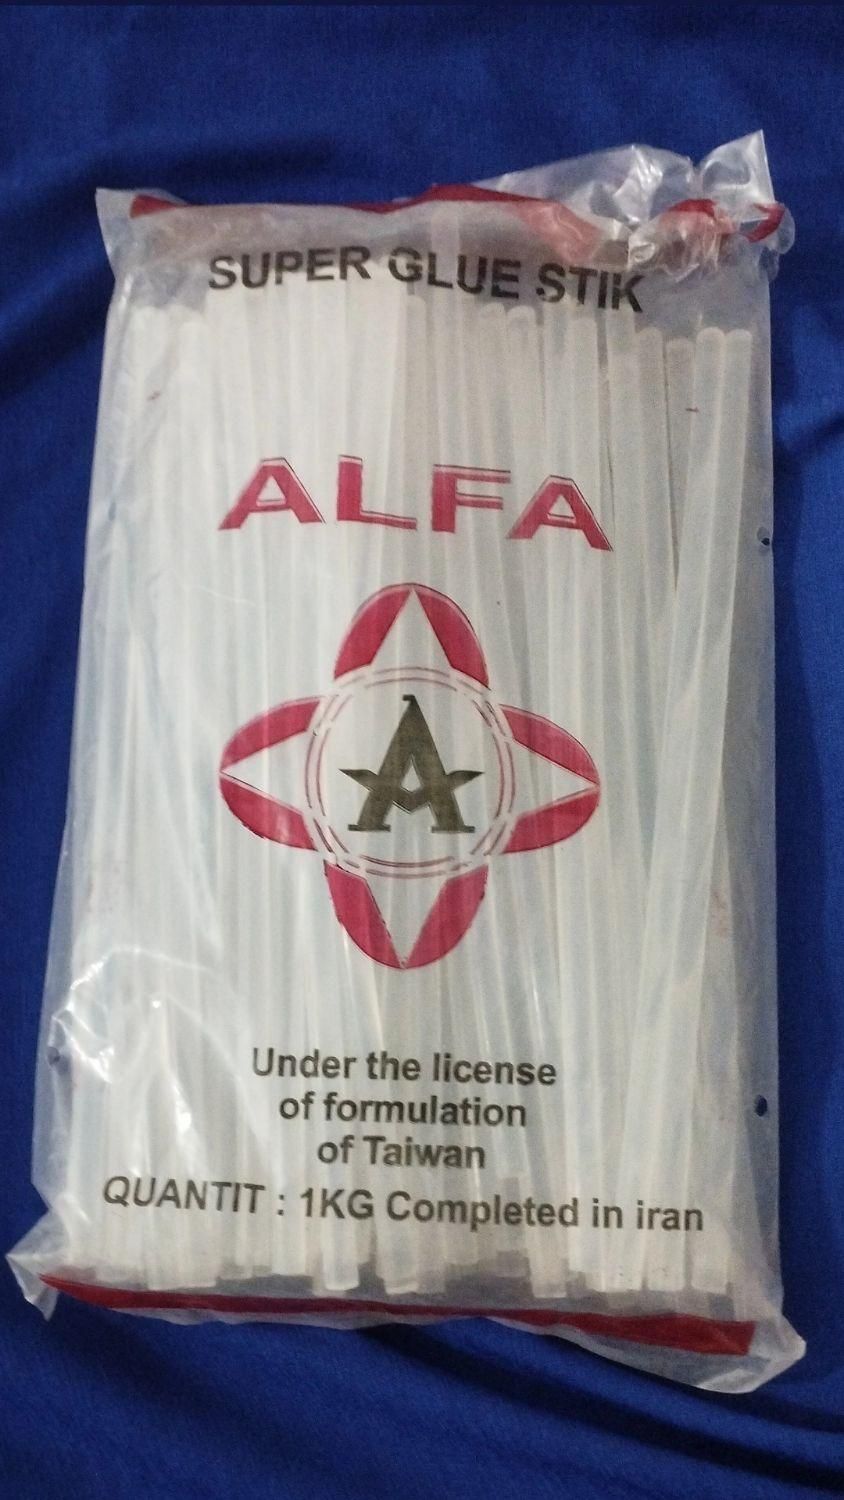 SUPER GLUE STIK
ALFA
A
Under the license
of formulation
of Taiwan
QUANTIT : 1KG Completed in iran